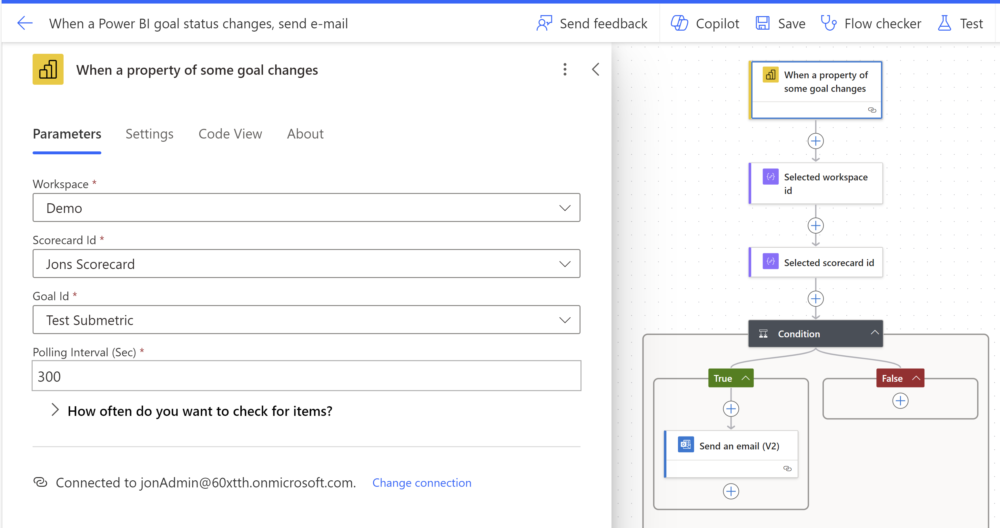 When a Power BI goal status changes, send e-mail
Send feedback
Copilot
Save
Flow checker
Test
When a property of some goal changes
Parameters
Settings
Code View
About
Workspace *
Demo
Scorecard Id *
Jons Scorecard
Goal Id *
Test Submetric
Polling Interval (Sec) *
300
How often do you want to check for items?
Connected to jonAdmin@60xtth.onmicrosoft.com.
Change connection
When a property of
some goal changes
Selected workspace
id
Selected scorecard id
Condition
True
False
Send an email (V2)